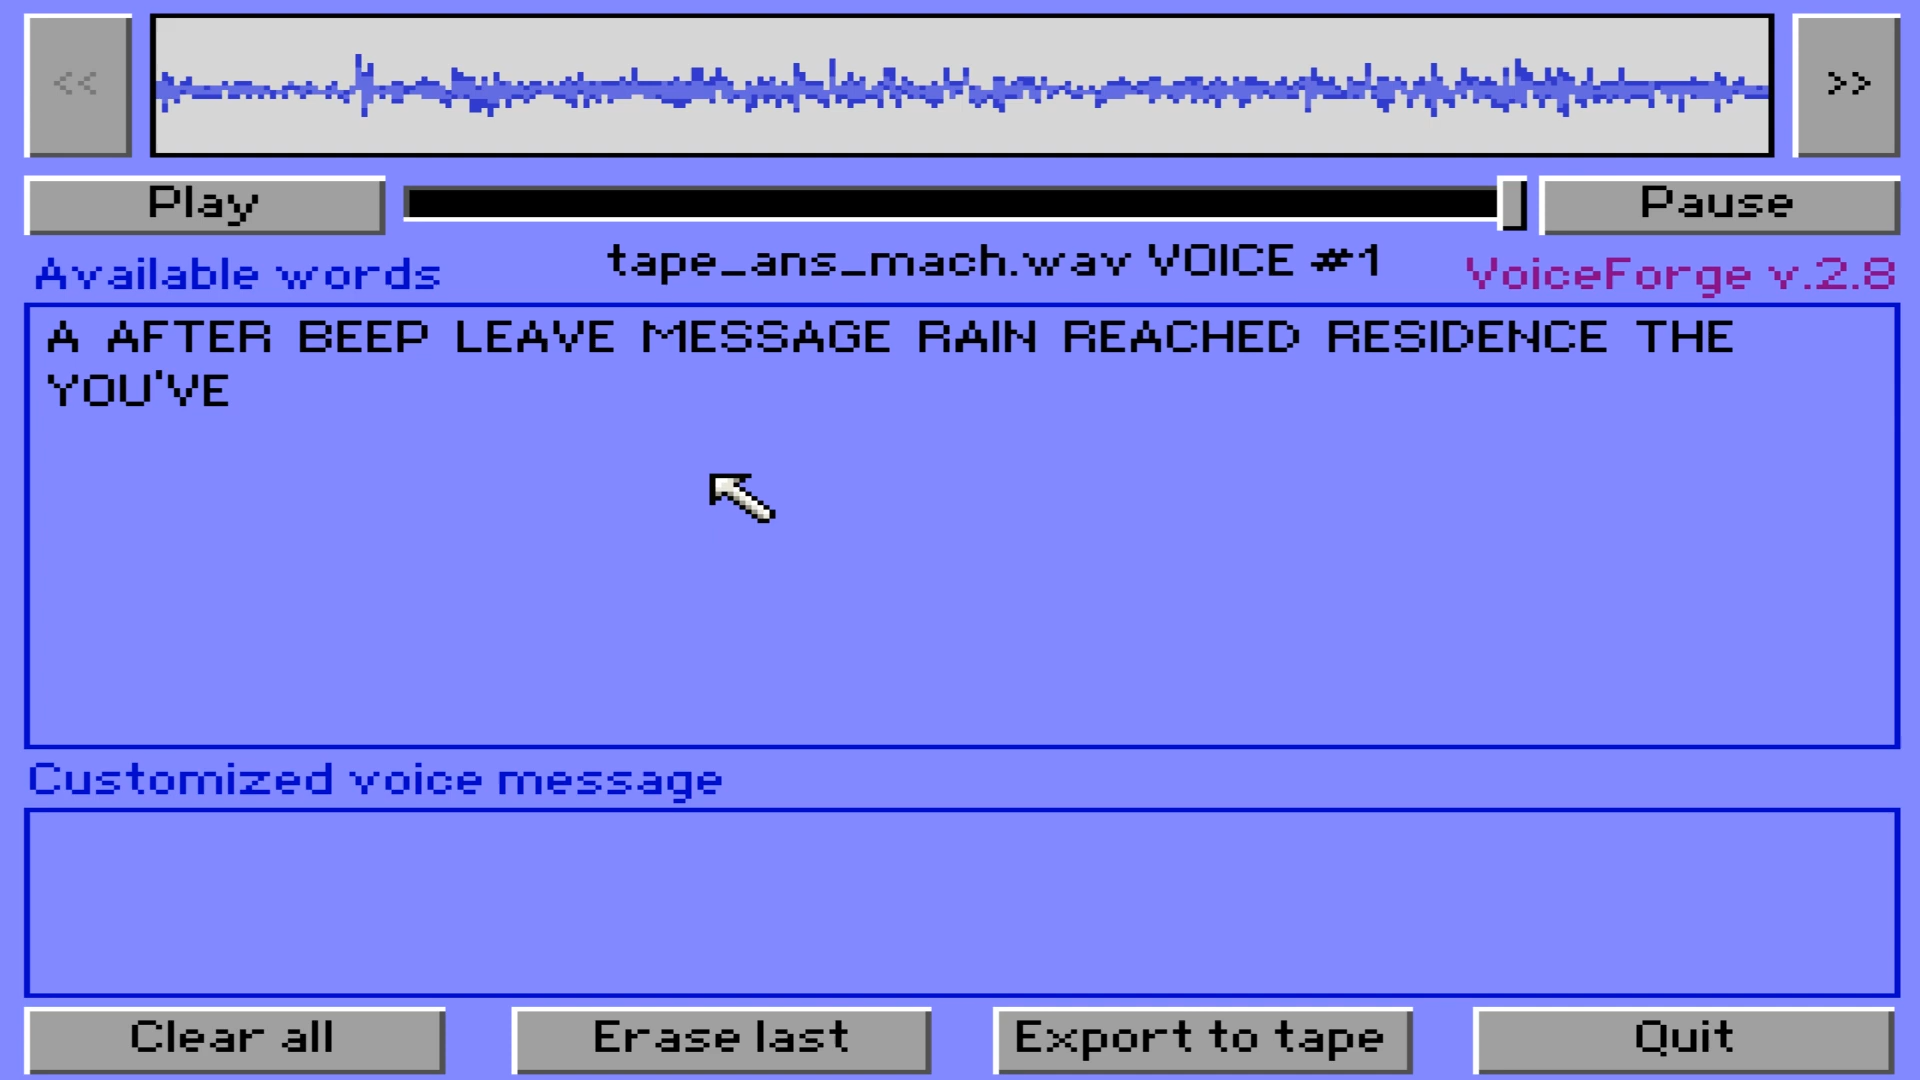 << >>
Play Pause
tape_ans_mach.wav VOICE #1
Available words VoiceForge v.2.8
A AFTER BEEP LEAVE MESSAGE RAIN REACHED RESIDENCE THE
YOU'VE
Customized voice message
Clear all Erase last Export to tape Quit